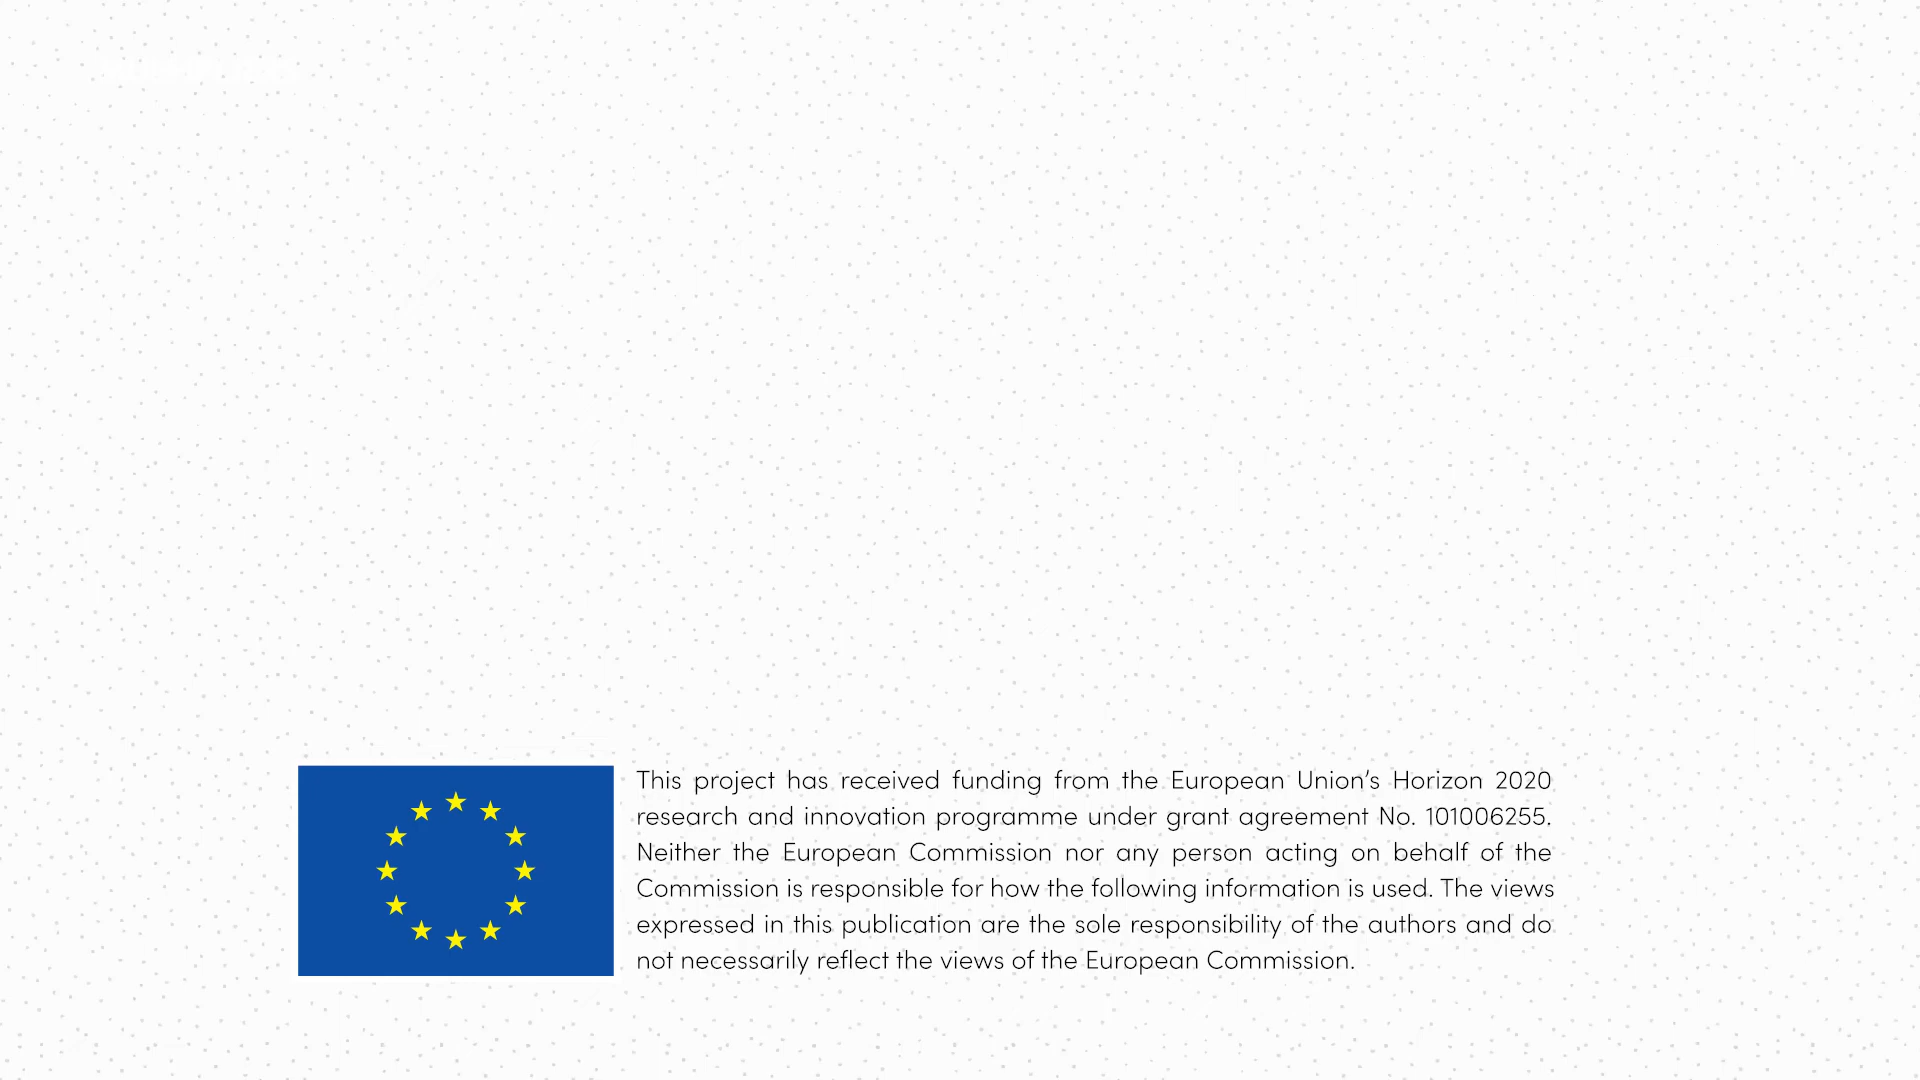 This project has received funding from the European Union’s Horizon 2020
research and innovation programme under grant agreement No. 101006255.
Neither the European Commission nor any person acting on behalf of the
Commission is responsible for how the following information is used. The views
expressed in this publication are the sole responsibility of the authors and do
not necessarily reflect the views of the European Commission.